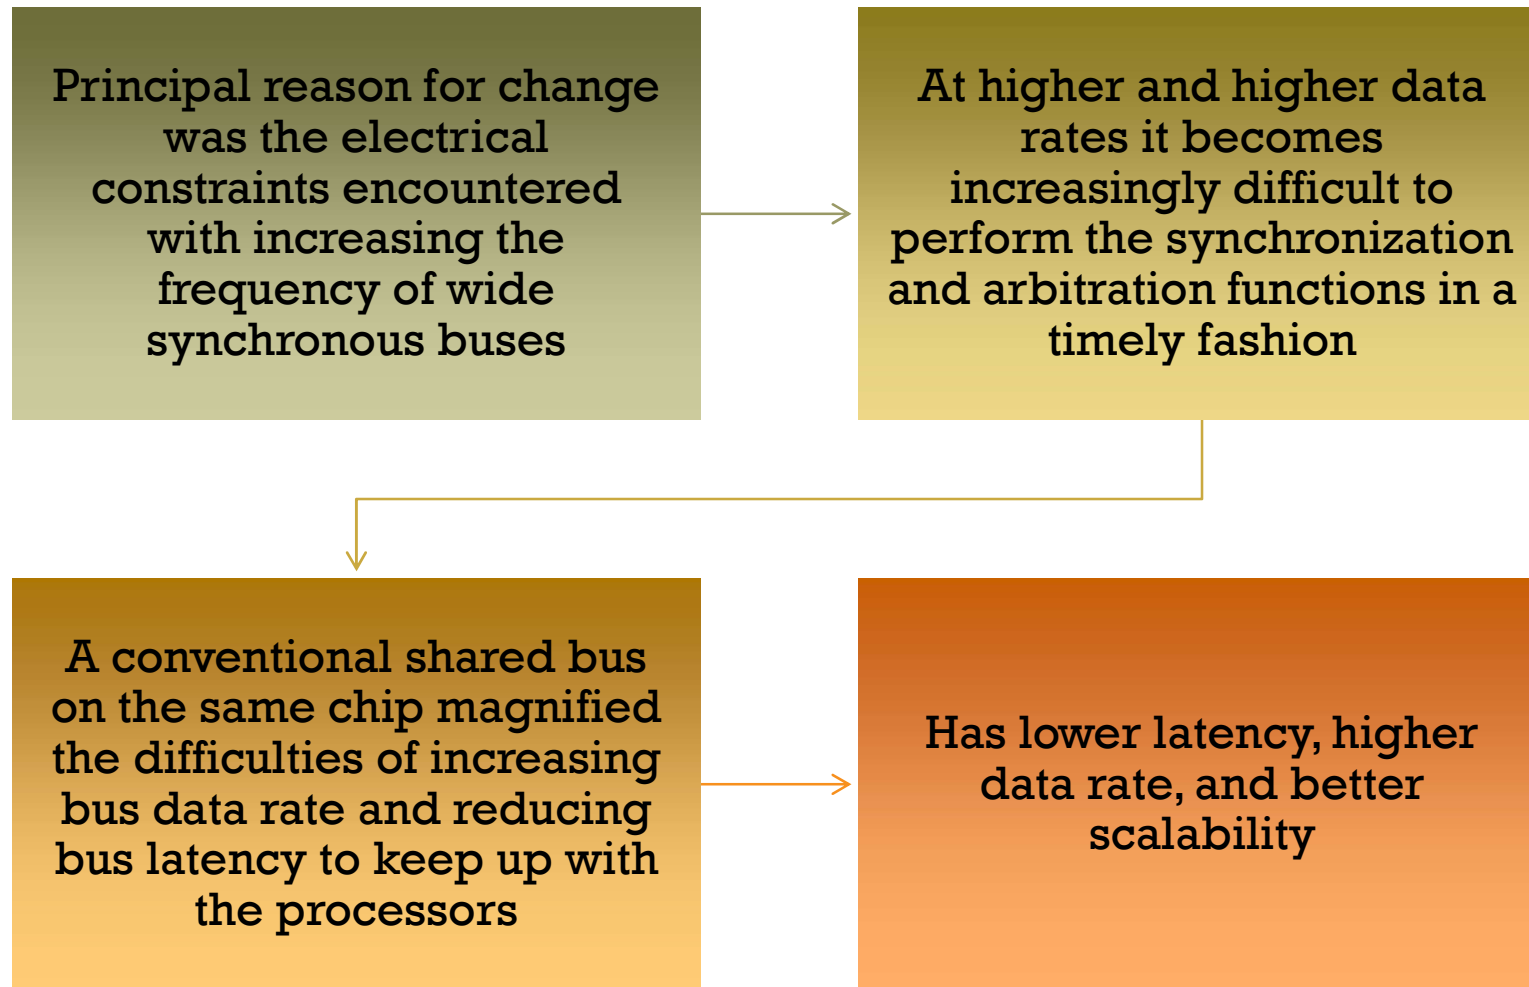 Principal reason for change
was the electrical
constraints encountered
with increasing the
frequency of wide
synchronous buses
At higher and higher data
rates it becomes
increasingly difficult to
perform the synchronization
and arbitration functions in a
timely fashion
A conventional shared bus
on the same chip magnified
the difficulties of increasing
bus data rate and reducing
bus latency to keep up with
the processors
Has lower latency, higher
data rate, and better
scalability